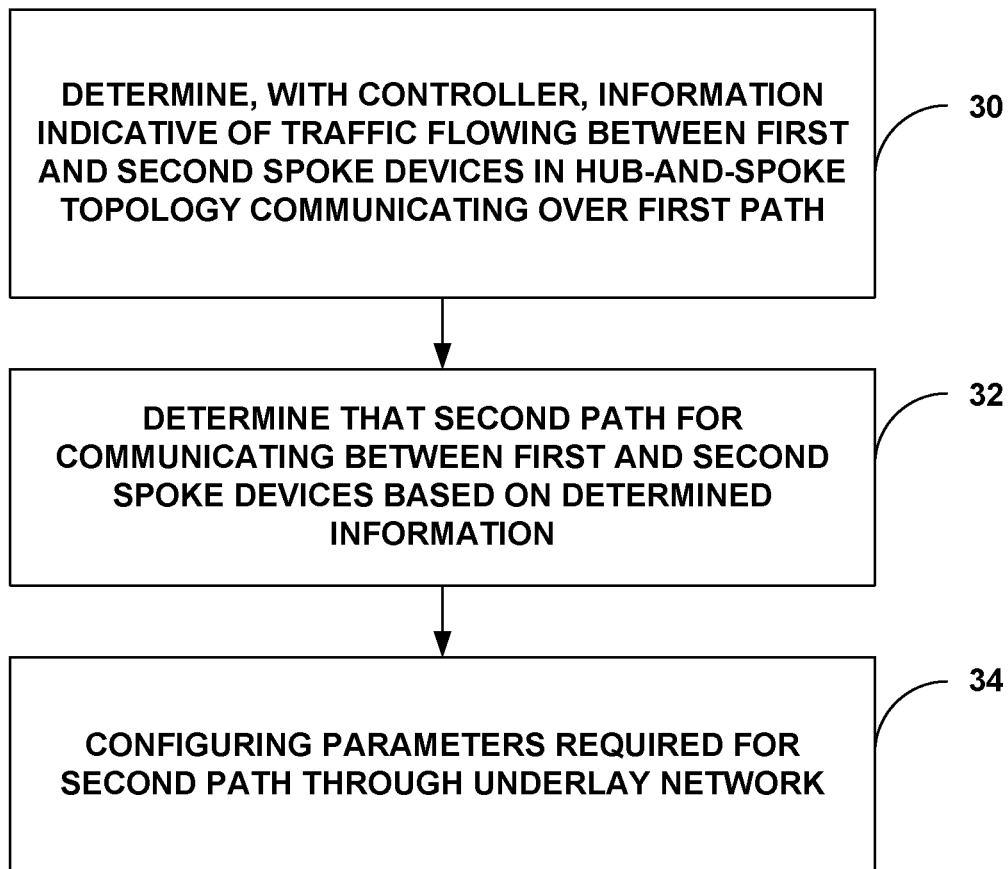 DETERMINE, WITH CONTROLLER, INFORMATION
INDICATIVE OF TRAFFIC FLOWING BETWEEN FIRST
AND SECOND SPOKE DEVICES IN HUB-AND-SPOKE
TOPOLOGY COMMUNICATING OVER FIRST PATH
30
DETERMINE THAT SECOND PATH FOR
COMMUNICATING BETWEEN FIRST AND SECOND
SPOKE DEVICES BASED ON DETERMINED
INFORMATION
32
CONFIGURING PARAMETERS REQUIRED FOR
SECOND PATH THROUGH UNDERLAY NETWORK
34